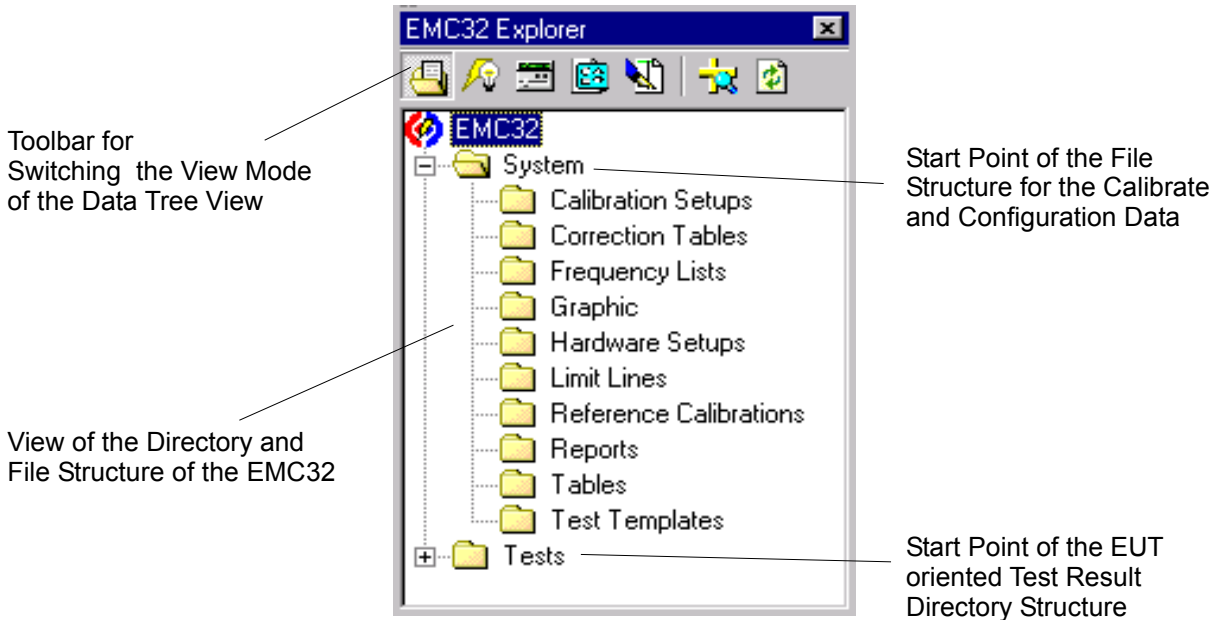 EMC32 Explorer
EMC32
System
Calibration Setups
Correction Tables
Frequency Lists
Graphic
Hardware Setups
Limit Lines
Reference Calibrations
Reports
Tables
Test Templates
Tests
Toolbar for
Switching the View Mode
of the Data Tree View
View of the Directory and
File Structure of the EMC32
Start Point of the File
Structure for the Calibrate
and Configuration Data
Start Point of the EUT
oriented Test Result
Directory Structure